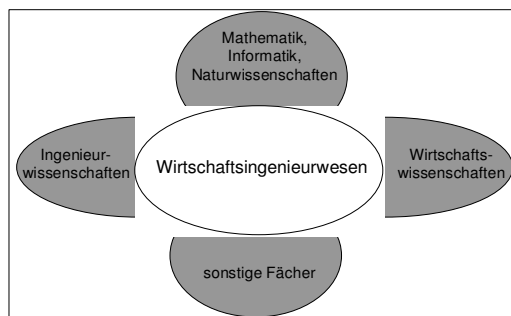 Mathematik,
Informatik,
Naturwissenschaften
Ingenieur-
wissenschaften
Wirtschaftsingenieurwesen
Wirtschafts-
wissenschaften
sonstige Fächer